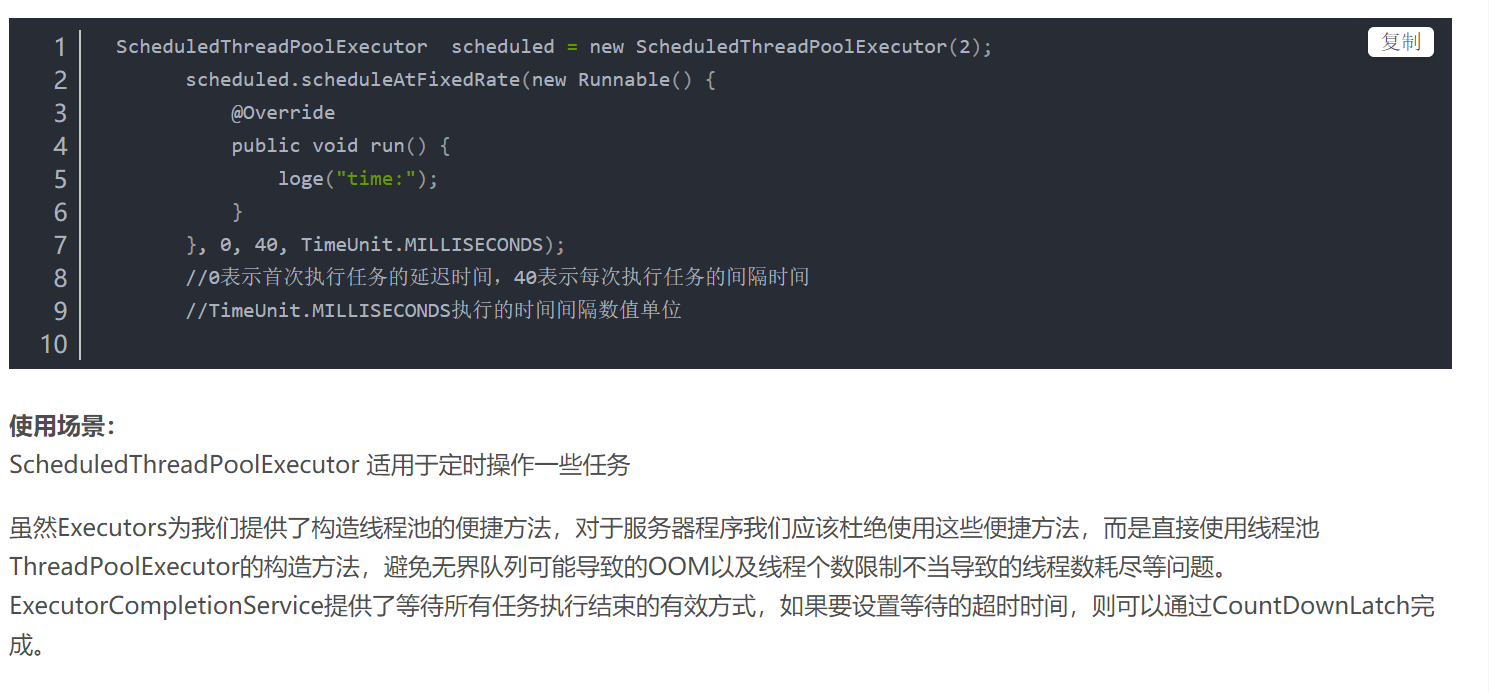 复制
1 ScheduledThreadPoolExecutor  scheduled = new ScheduledThreadPoolExecutor(2);
2 scheduled.scheduleAtFixedRate(new Runnable() {
3 @Override
4 public void run() {
5 loge("time:");
6 }
7 }, 0, 40, TimeUnit.MILLISECONDS);
8 //0表示首次执行任务的延迟时间，40表示每次执行任务的间隔时间
9 //TimeUnit.MILLISECONDS执行的时间间隔数值单位
10
使用场景：
ScheduledThreadPoolExecutor 适用于定时操作一些任务
虽然Executors为我们提供了构造线程池的便捷方法，对于服务器程序我们应该杜绝使用这些便捷方法，而是直接使用线程池
ThreadPoolExecutor的构造方法，避免无界队列可能导致的OOM以及线程个数限制不当导致的线程数耗尽等问题。
ExecutorCompletionService提供了等待所有任务执行结束的有效方式，如果要设置等待的超时时间，则可以通过CountDownLatch完
成。